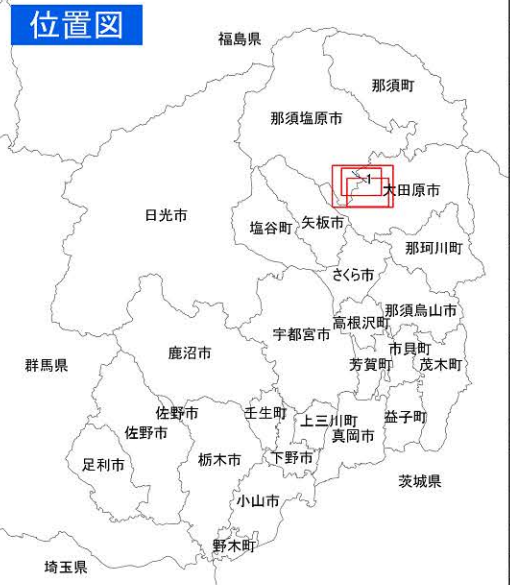 位置図
福島県
那須町
那須塩原市
1
大田原市
日光市
塩谷町
矢板市
那珂川町
さくら市
那須烏山市
高根沢町
宇都宮市
市貝町
鹿沼市
芳賀町
茂木町
群馬県
佐野市
壬生町
益子町
上三川町
佐野市
真岡市
栃木市
下野市
足利市
茨城県
小山市
野木町
埼玉県